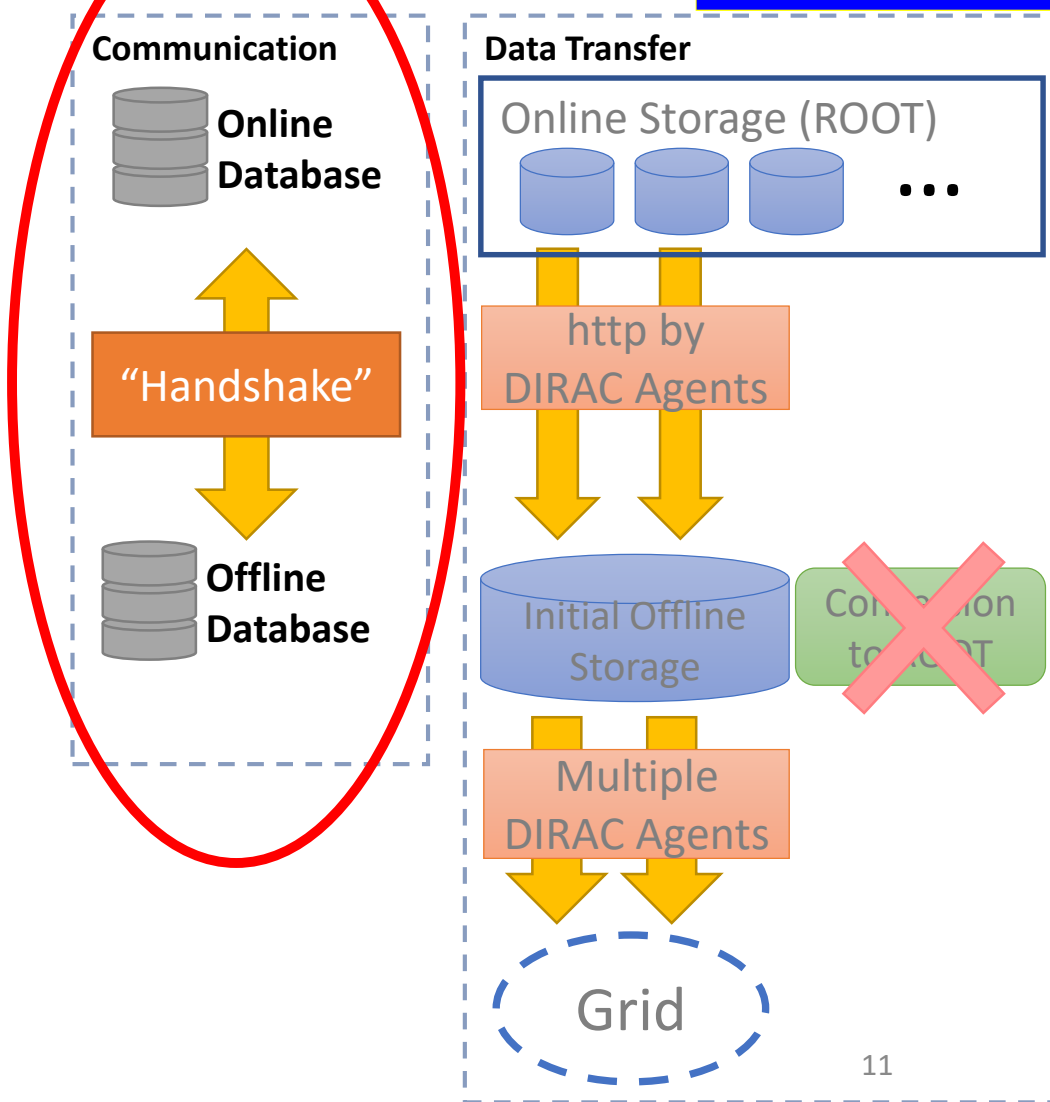 Communication
Online
Database
“Handshake”
Offline
Database
Data Transfer
Online Storage (ROOT)
...
http by
DIRAC Agents
Initial Offline
Storage
to
Multiple
DIRAC Agents
Grid
11